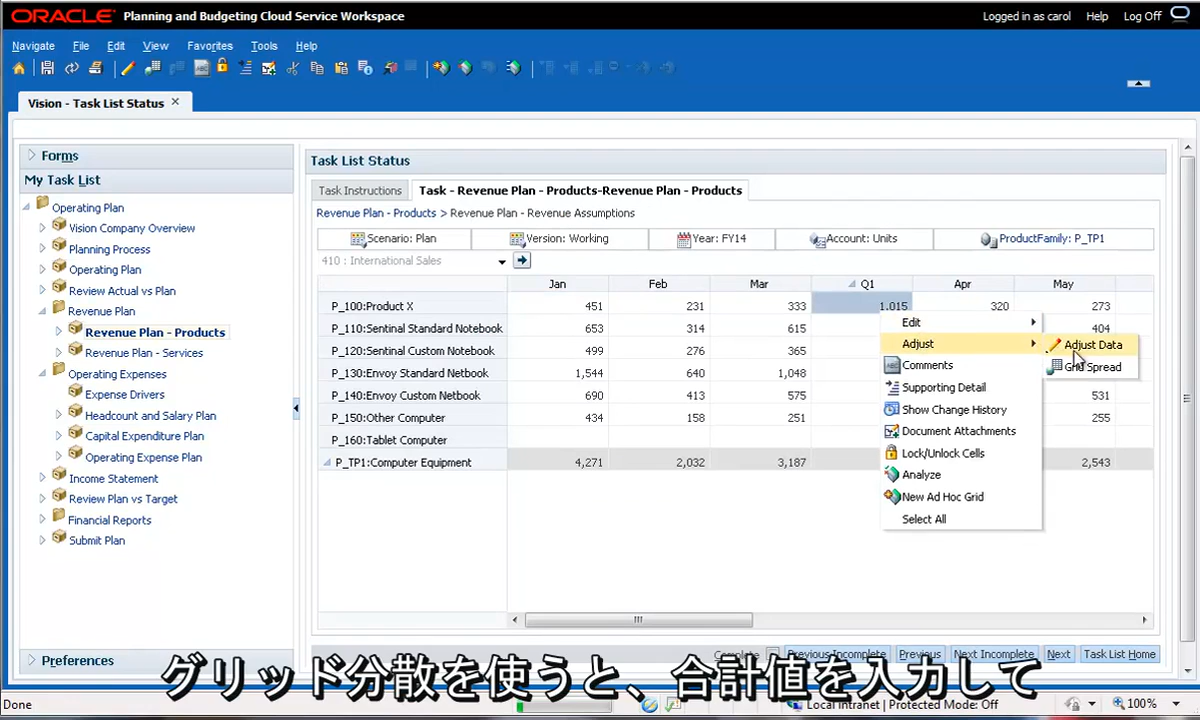 ORACLE Planning and Budgeting Cloud Service Workspace Logged in as carol Help Log Off
Navigate File Edit View Favorites Tools Help
Vision - Task List Status
Forms
My Task List
Operating Plan
Vision Company Overview
Planning Process
Operating Plan
Review Actual vs Plan
Revenue Plan
Revenue Plan - Products
Revenue Plan - Services
Operating Expenses
Expense Drivers
Headcount and Salary Plan
Capital Expenditure Plan
Operating Expense Plan
Income Statement
Review Plan vs Target
Financial Reports
Submit Plan
Preferences
Task List Status
Task Instructions Task - Revenue Plan - Products-Revenue Plan - Products
Revenue Plan - Products > Revenue Plan - Revenue Assumptions
Scenario: Plan Version: Working Year: FY14 Account: Units ProductFamily: P_TP1
410 : International Sales
Jan Feb Mar Q1 Apr May
P_100:Product X 451 231 333 1,015 320 273
P_110:Sentinal Standard Notebook 653 314 615 404
P_120:Sentinal Custom Notebook 499 276 365
P_130:Envoy Standard Netbook 1,544 640 1,048
P_140:Envoy Custom Netbook 690 413 575 531
P_150:Other Computer 434 158 251 255
P_160:Tablet Computer
P_TP1:Computer Equipment 4,271 2,032 3,187 2,543
Edit
Adjust
Comments
Supporting Detail
Show Change History
Document Attachments
Lock/Unlock Cells
Analyze
New Ad Hoc Grid
Select All
Adjust Data
Grid Spread
Complete Previous Incomplete Previous Next Incomplete Next Task List Home
グリッド分散を使うと、合計値を入力して
Done Local intranet | Protected Mode: Off 100%